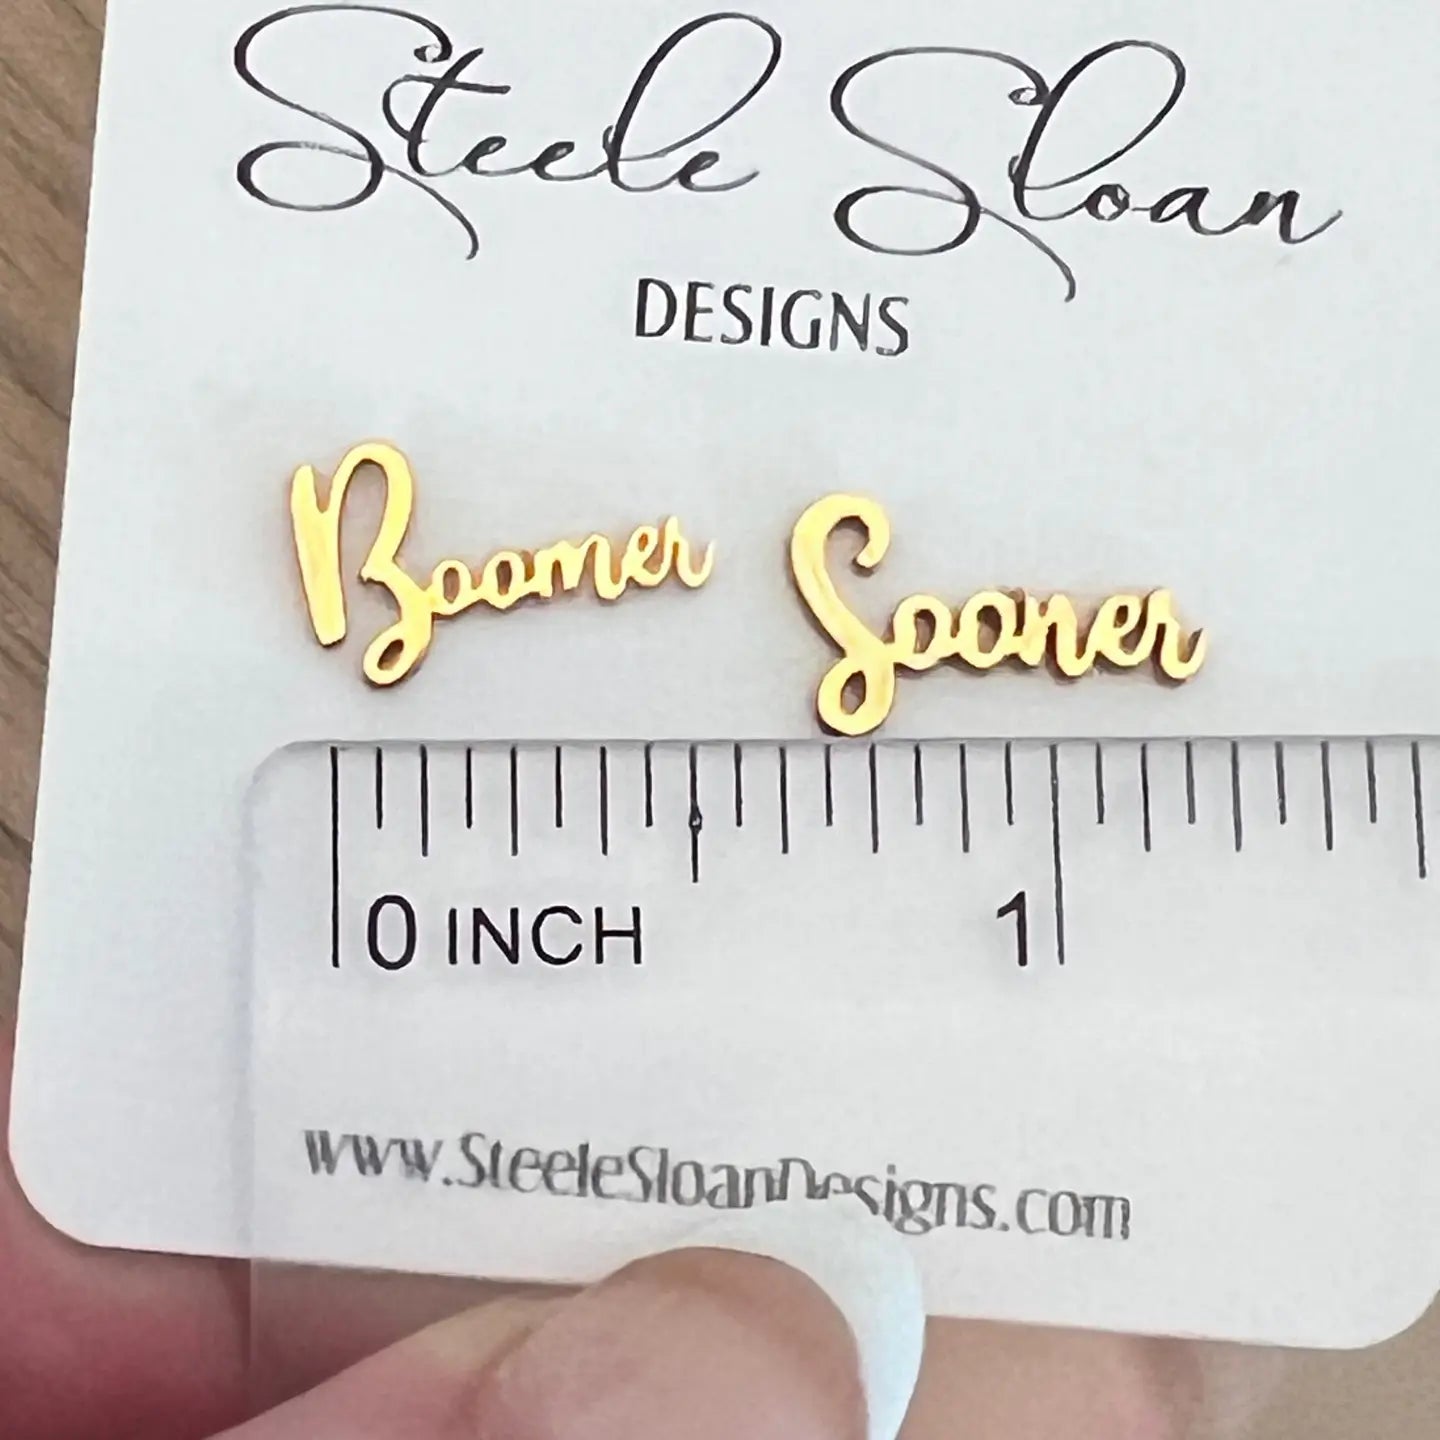 Steele Sloan
DESIGNS
Boomer Sooner
0 INCH 1
www.SteeleSloanDesigns.com